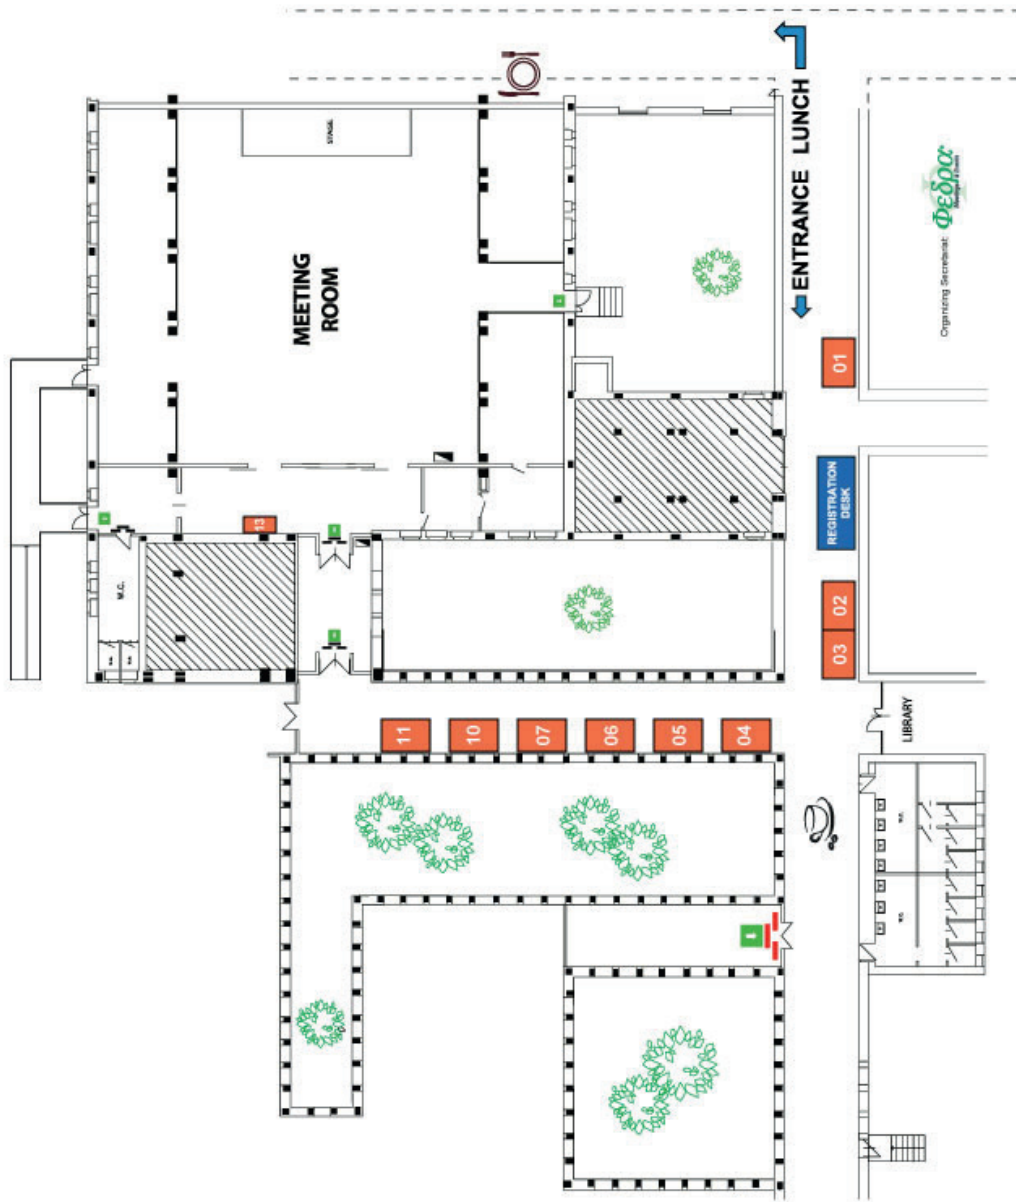 STAGE
ENTRANCE LUNCH
MEETING
ROOM
Organizing Secretariat:
Φεδρα
01
REGISTRATION
DESK
02
03
13
W.C.
LIBRARY
11
10
07
06
05
04